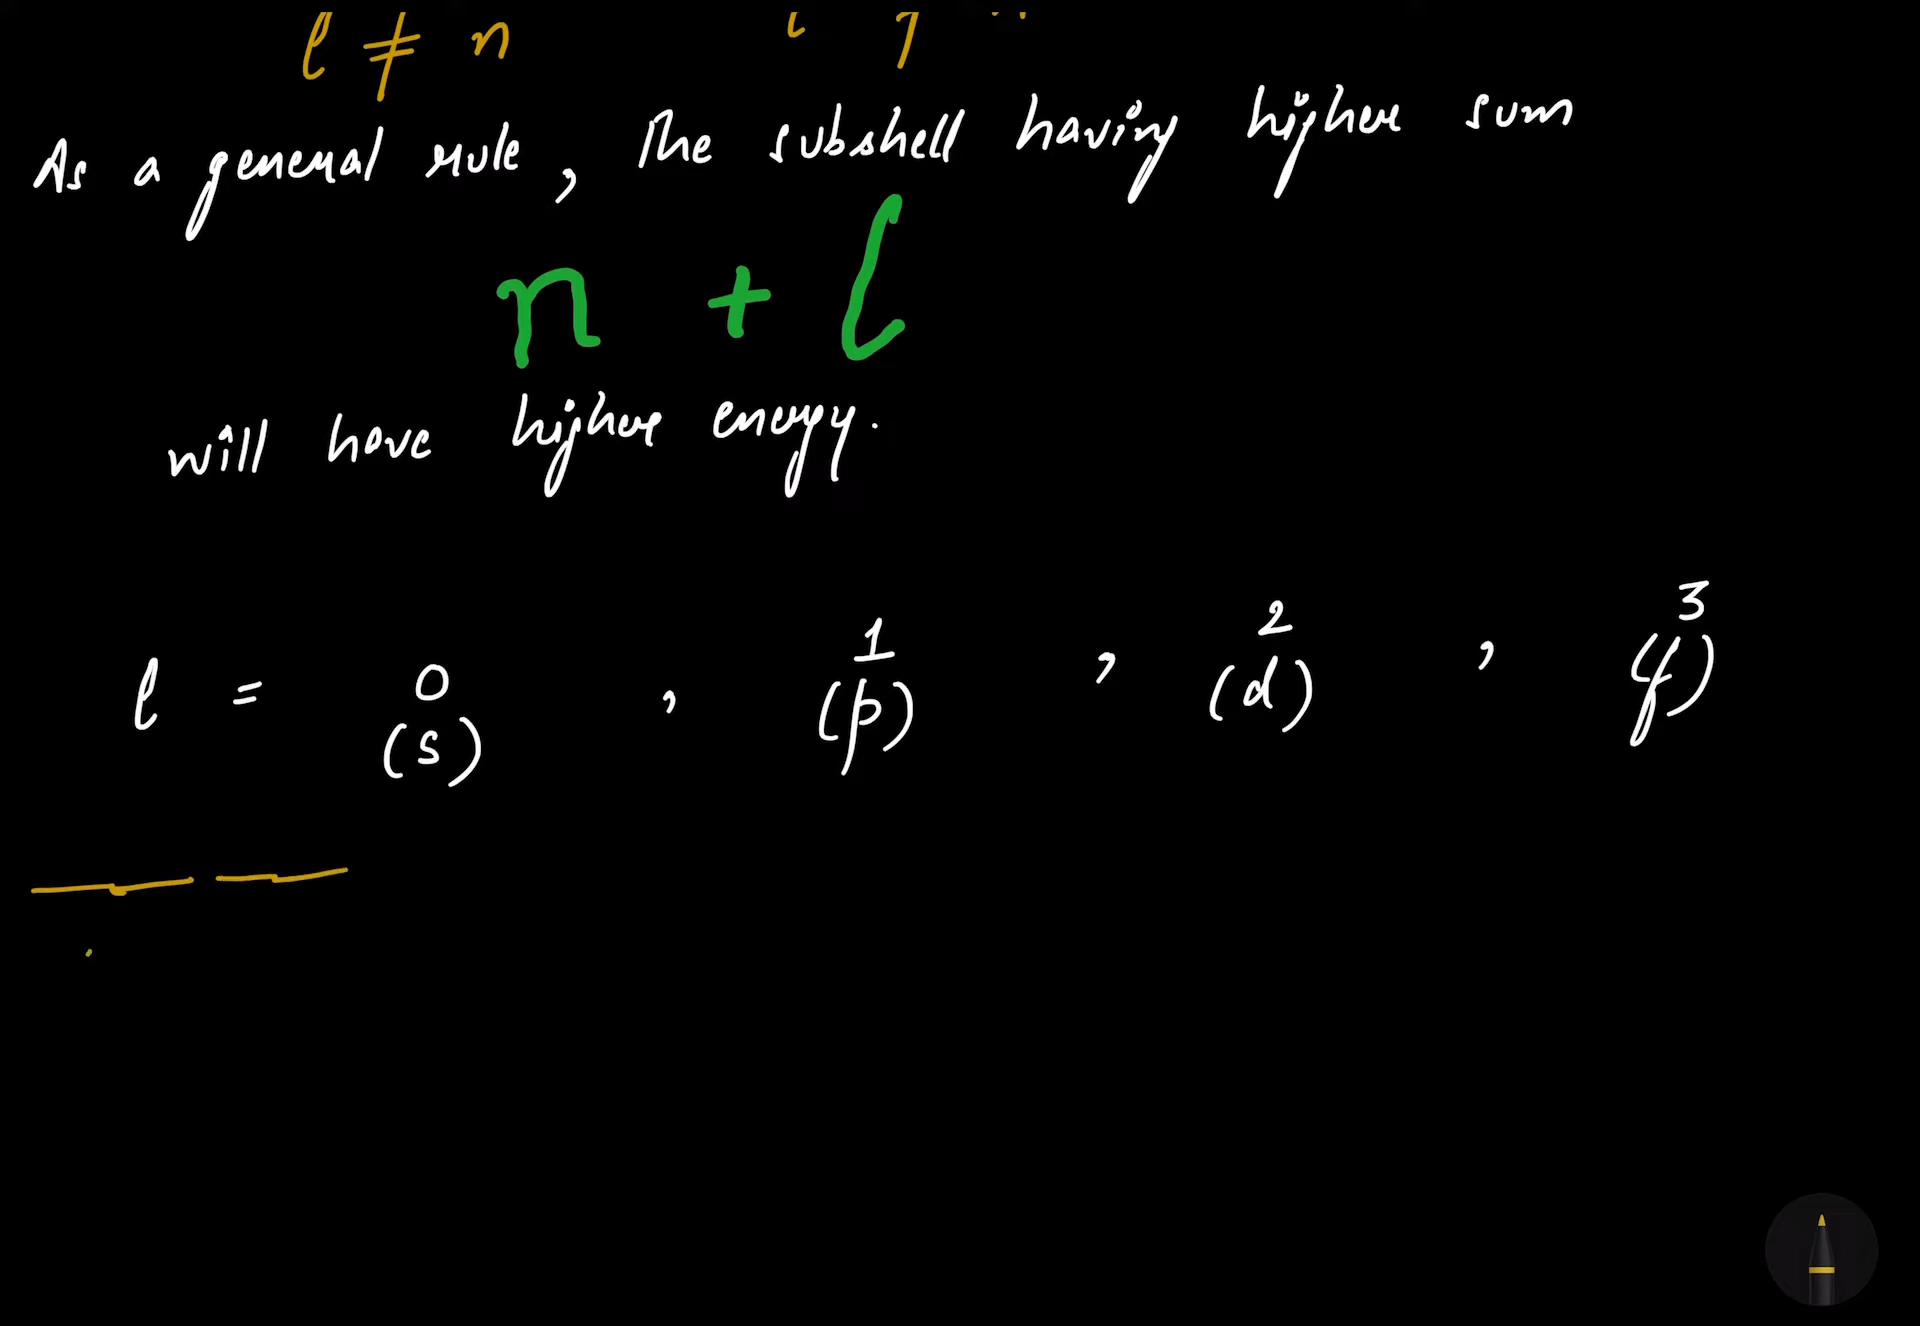 l ≠ n
As a general rule, the subshell having higher sum
n + l
will have higher energy.
l = 0 , 1 , 2 , 3
(s) (p) (d) (f)